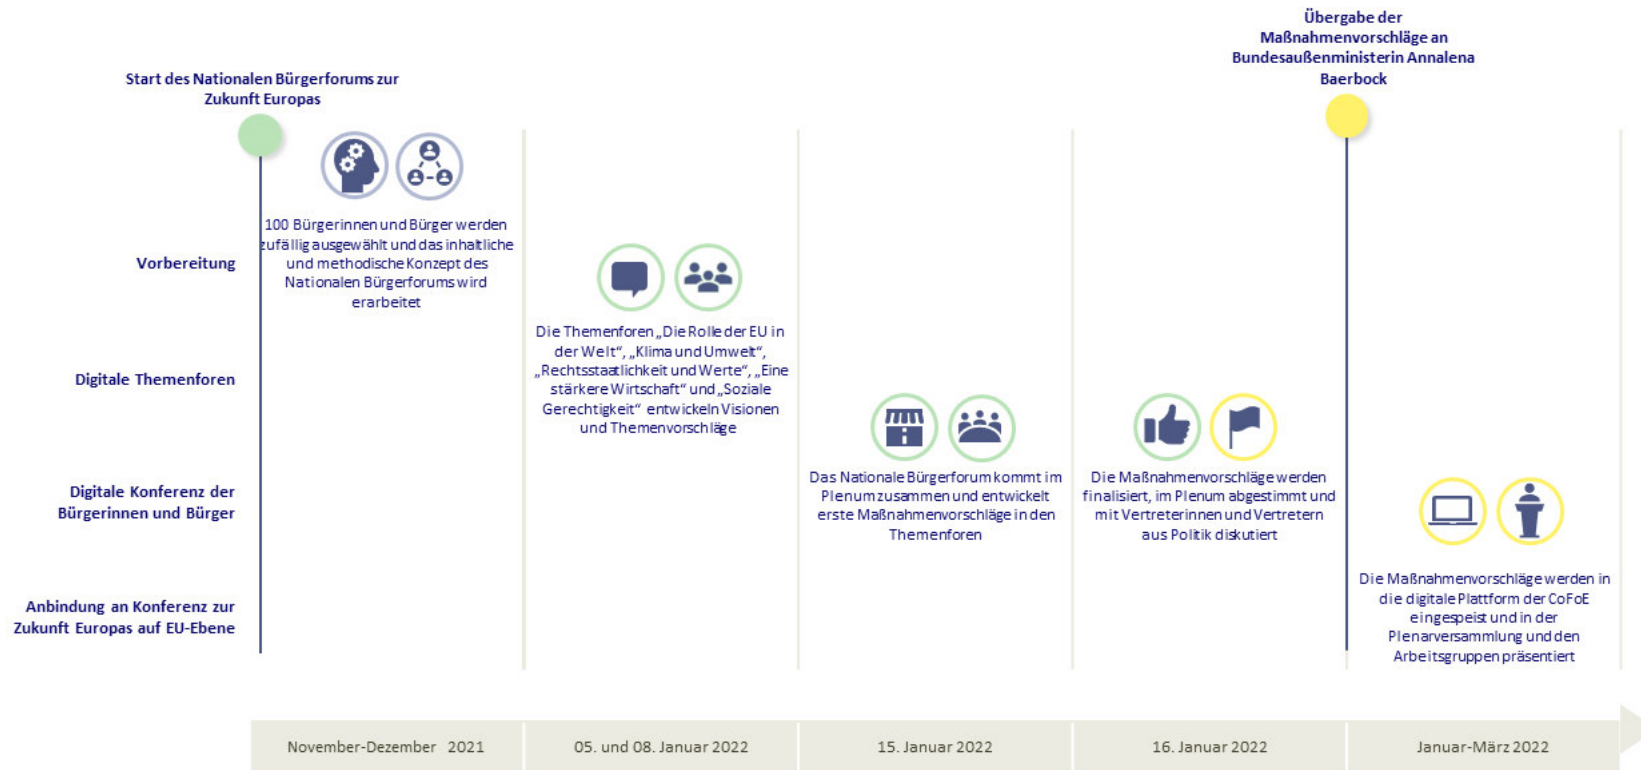 Start des Nationalen Bürgerforums zur
Zukunft Europas
Übergabe der
Maßnahmenvorschläge an
Bundesaußenministerin Annalena
Baerbock
Vorbereitung
100 Bürgerinnen und Bürger werden
zufällig ausgewählt und das inhaltliche
und methodische Konzept des
Nationalen Bürgerforums wird
erarbeitet
Digitale Themenforen
Die Themenforen „Die Rolle der EU in
der Welt“, „Klima und Umwelt“,
„Rechtsstaatlichkeit und Werte“, „Eine
stärkere Wirtschaft“ und „Soziale
Gerechtigkeit“ entwickeln Visionen
und Themenvorschläge
Digitale Konferenz der
Bürgerinnen und Bürger
Das Nationale Bürgerforum kommt im
Plenum zusammen und entwickelt
erste Maßnahmenvorschläge in den
Themenforen
Die Maßnahmenvorschläge werden
finalisiert, im Plenum abgestimmt und
mit Vertreterinnen und Vertretern
aus Politik diskutiert
Anbindung an Konferenz zur
Zukunft Europas auf EU-Ebene
Die Maßnahmenvorschläge werden in
die digitale Plattform der CoFoE
eingespeist und in der
Plenarversammlung und den
Arbeitsgruppen präsentiert
November-Dezember 2021
05. und 08. Januar 2022
15. Januar 2022
16. Januar 2022
Januar-März 2022